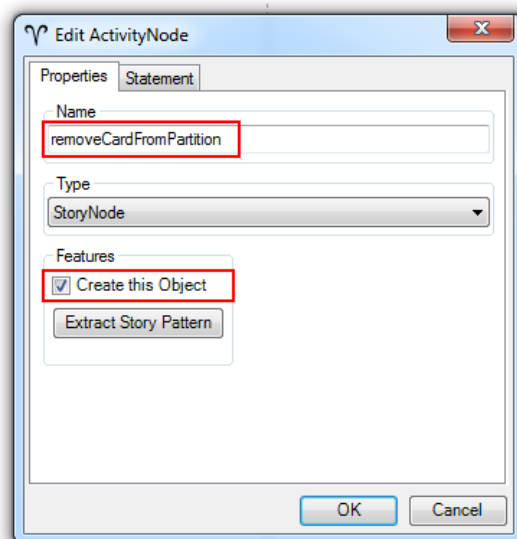 Edit ActivityNode
Properties Statement
Name
removeCardFromPartition
Type
StoryNode
Features
Create this Object
Extract Story Pattern
OK Cancel